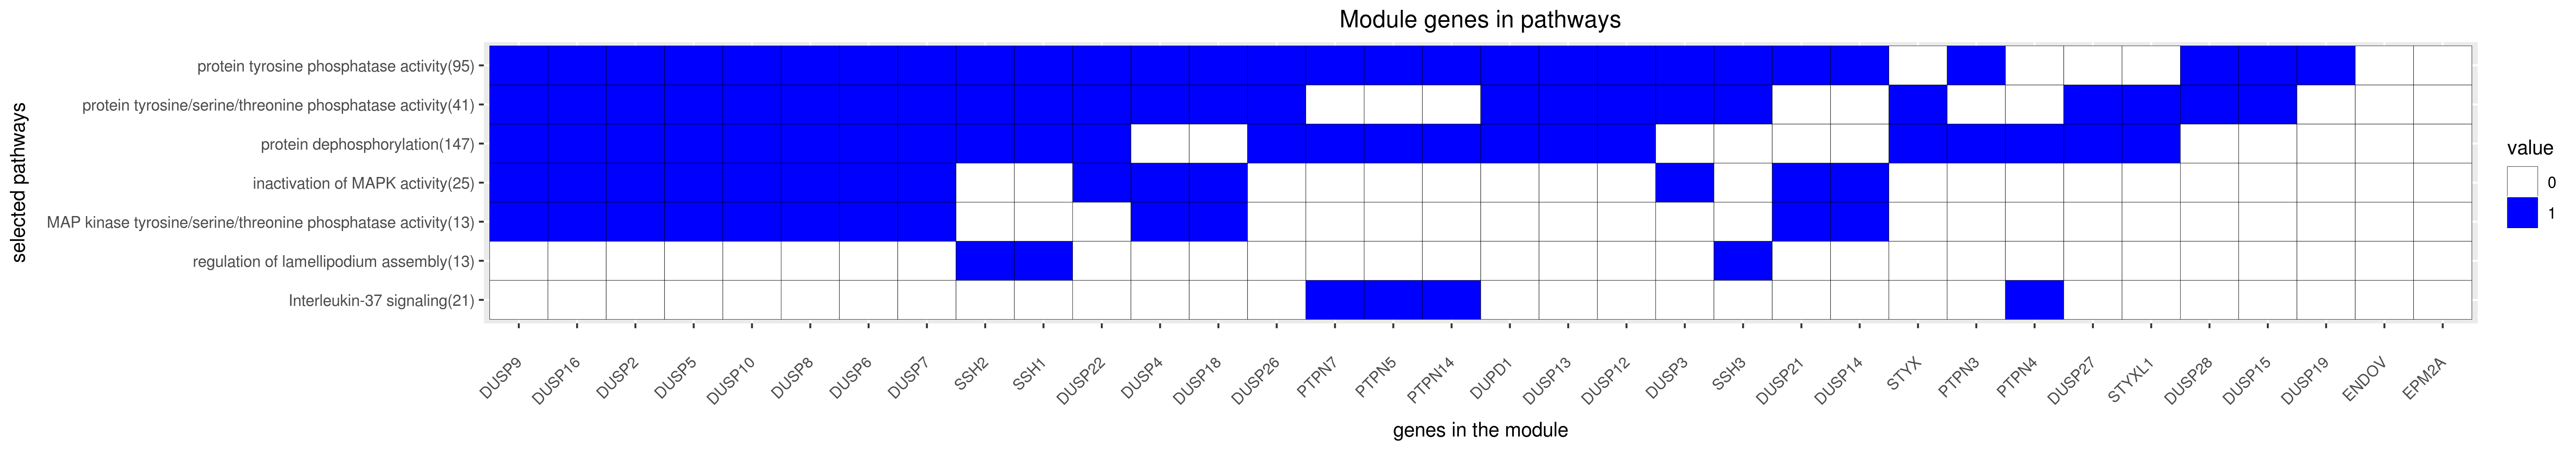 Module genes in pathways
selected pathways
protein tyrosine phosphatase activity(95)
protein tyrosine/serine/threonine phosphatase activity(41)
protein dephosphorylation(147)
inactivation of MAPK activity(25)
MAP kinase tyrosine/serine/threonine phosphatase activity(13)
regulation of lamellipodium assembly(13)
Interleukin-37 signaling(21)
value
0
1
DUSP9
DUSP16
DUSP2
DUSP5
DUSP10
DUSP8
DUSP6
DUSP7
SSH2
SSH1
DUSP22
DUSP4
DUSP18
DUSP26
PTPN7
PTPN5
PTPN14
DUPD1
DUSP13
DUSP12
DUSP3
SSH3
DUSP21
DUSP14
STYX
PTPN3
PTPN4
DUSP27
STYXL1
DUSP28
DUSP15
DUSP19
ENDOV
EPM2A
genes in the module